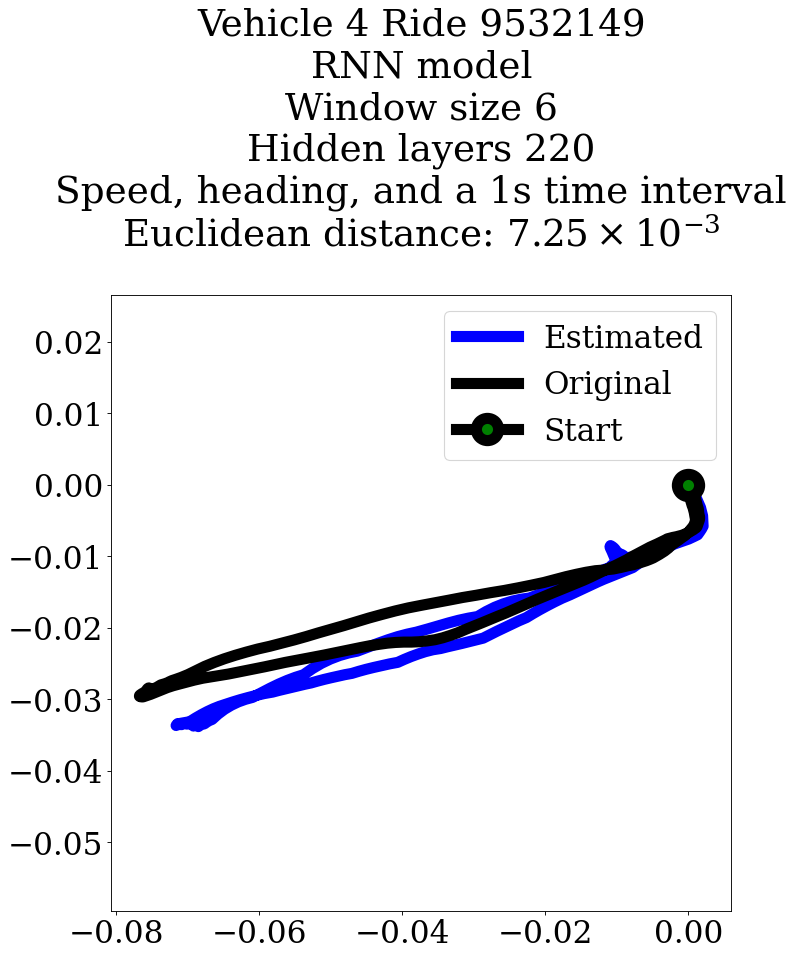 Vehicle 4 Ride 9532149
RNN model
Window size 6
Hidden layers 220
Speed, heading, and a 1s time interval
Euclidean distance: 7.25 × 10⁻³
Estimated
Original
Start
0.02
0.01
0.00
−0.01
−0.02
−0.03
−0.04
−0.05
−0.08 −0.06 −0.04 −0.02 0.00